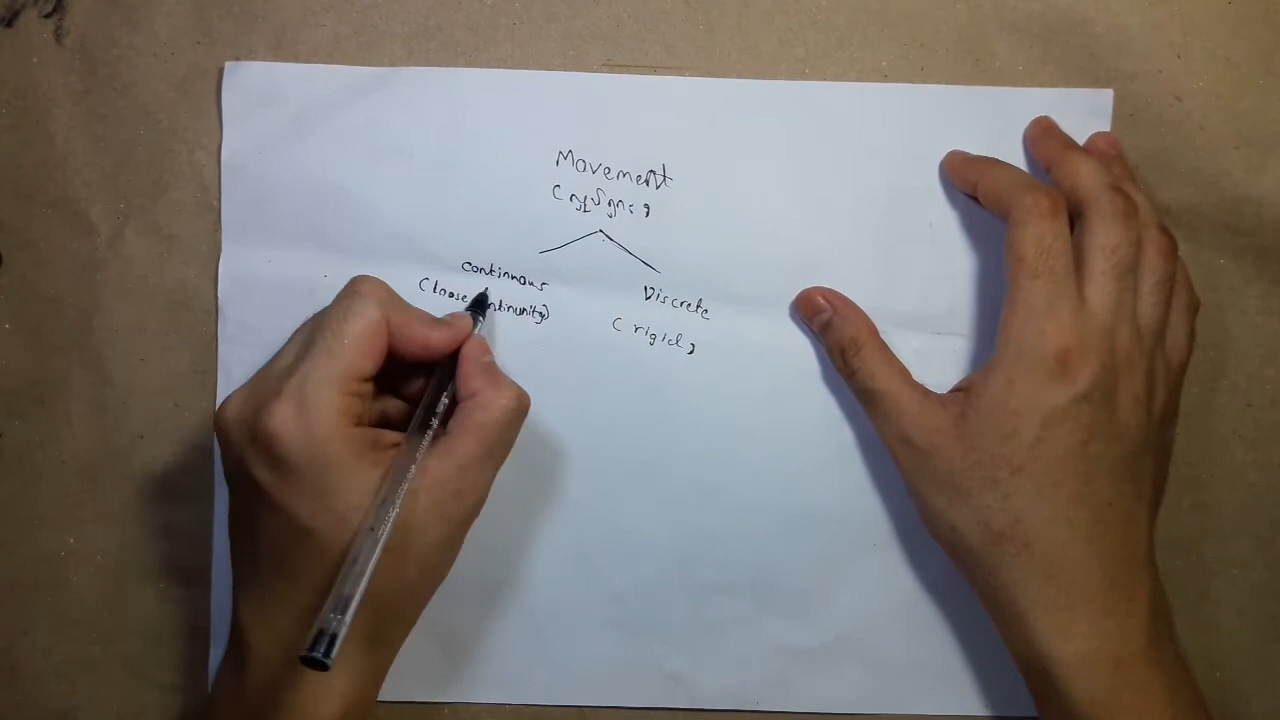 Movement
Continuous
(loose
Discrete
( rigid,